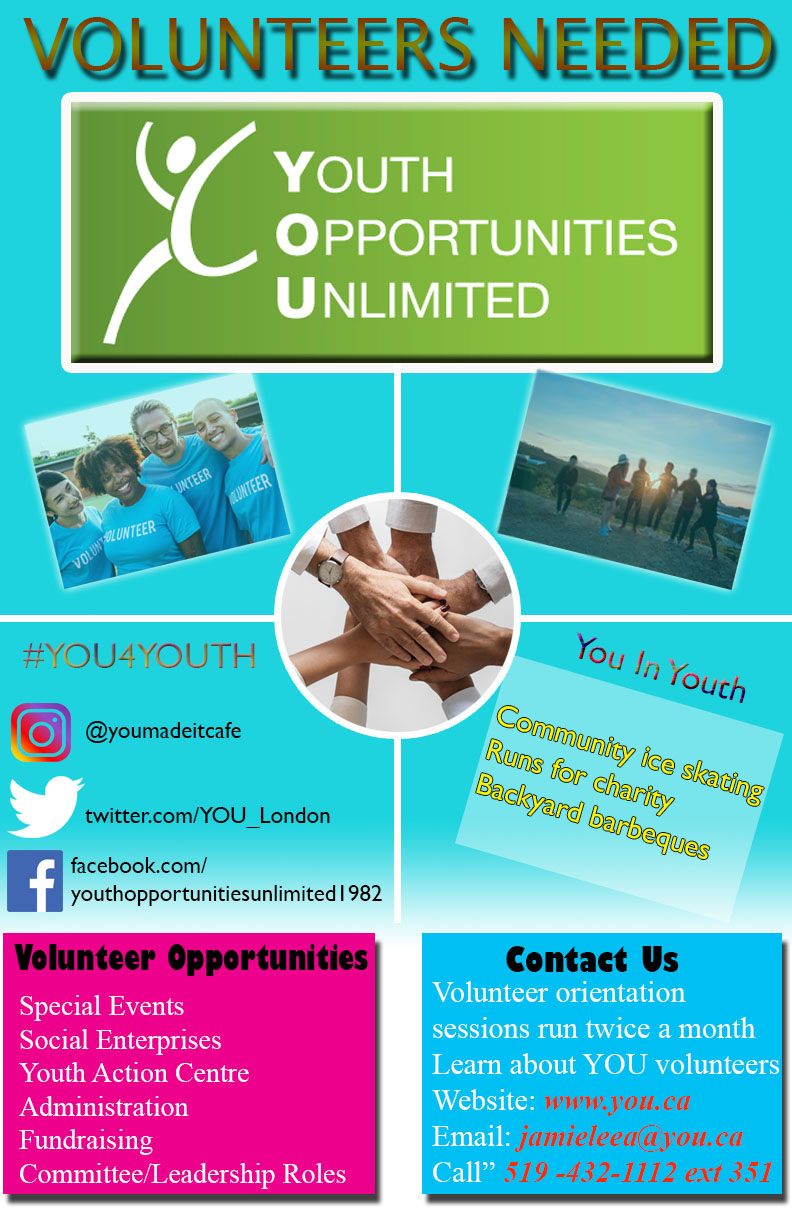 VOLUNTEERS NEEDED
YOUTH
OPPORTUNITIES
UNLIMITED
VOLUNTEER
VOLUNTEER
VOLUNTEER
#YOU4YOUTH
@youmadeitcafe
twitter.com/YOU_London
facebook.com/
youthopportunitiesunlimited1982
You In Youth
Community ice skating
Runs for charity
Backyard barbeques
Volunteer Opportunities
Special Events
Social Enterprises
Youth Action Centre
Administration
Fundraising
Committee/Leadership Roles
Contact Us
Volunteer orientation
sessions run twice a month
Learn about YOU volunteers
Website: www.you.ca
Email: jamieleea@you.ca
Call” 519 -432-1112 ext 351